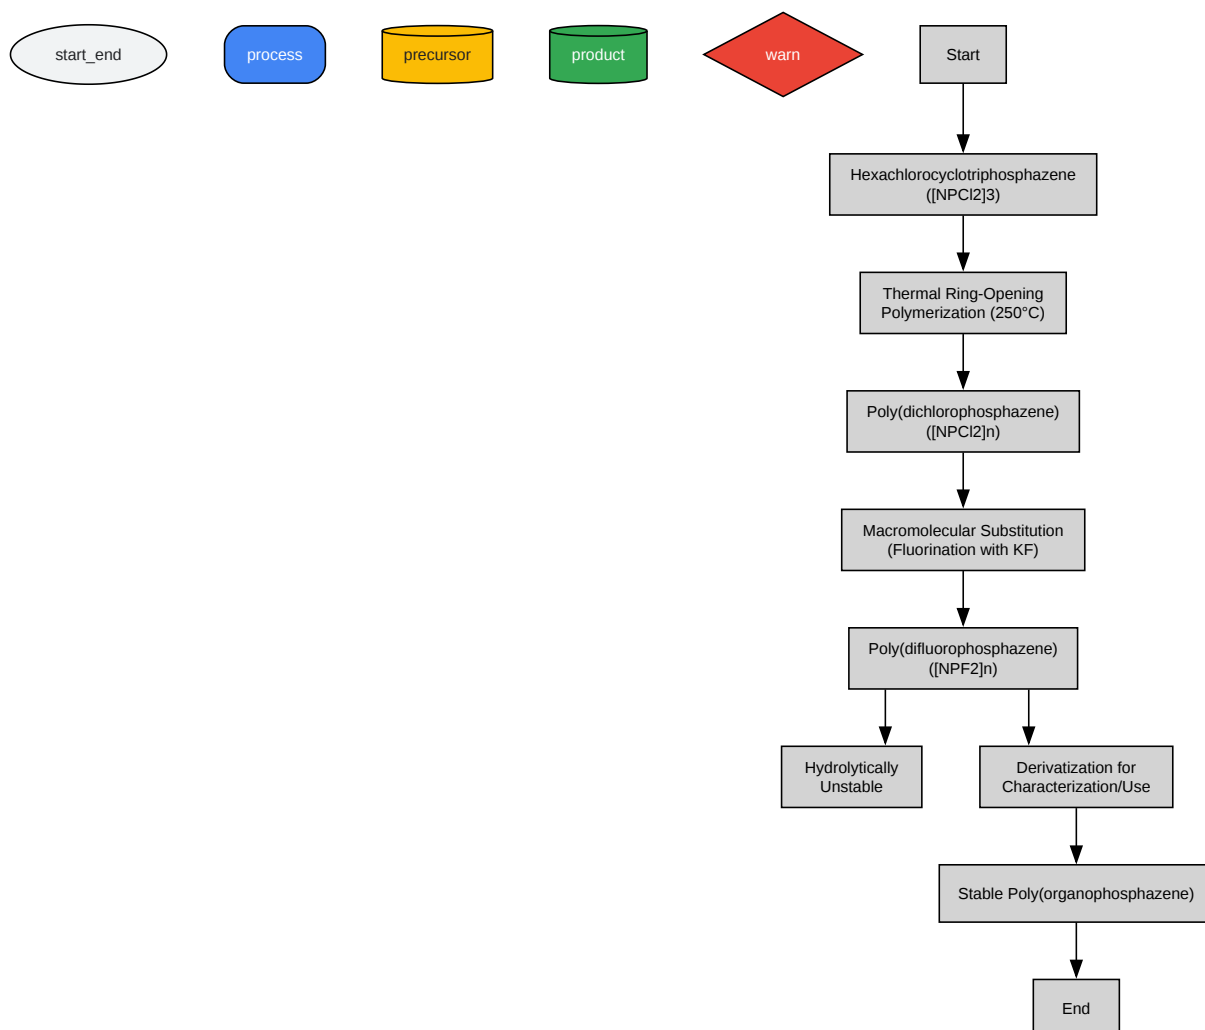 start_end
process
precursor
product
warn
Start
Hexachlorocyclotriphosphazene
([NPCl2]3)
Thermal Ring-Opening
Polymerization (250°C)
Poly(dichlorophosphazene)
([NPCl2]n)
Macromolecular Substitution
(Fluorination with KF)
Poly(difluorophosphazene)
([NPF2]n)
Hydrolytically
Unstable
Derivatization for
Characterization/Use
Stable Poly(organophosphazene)
End